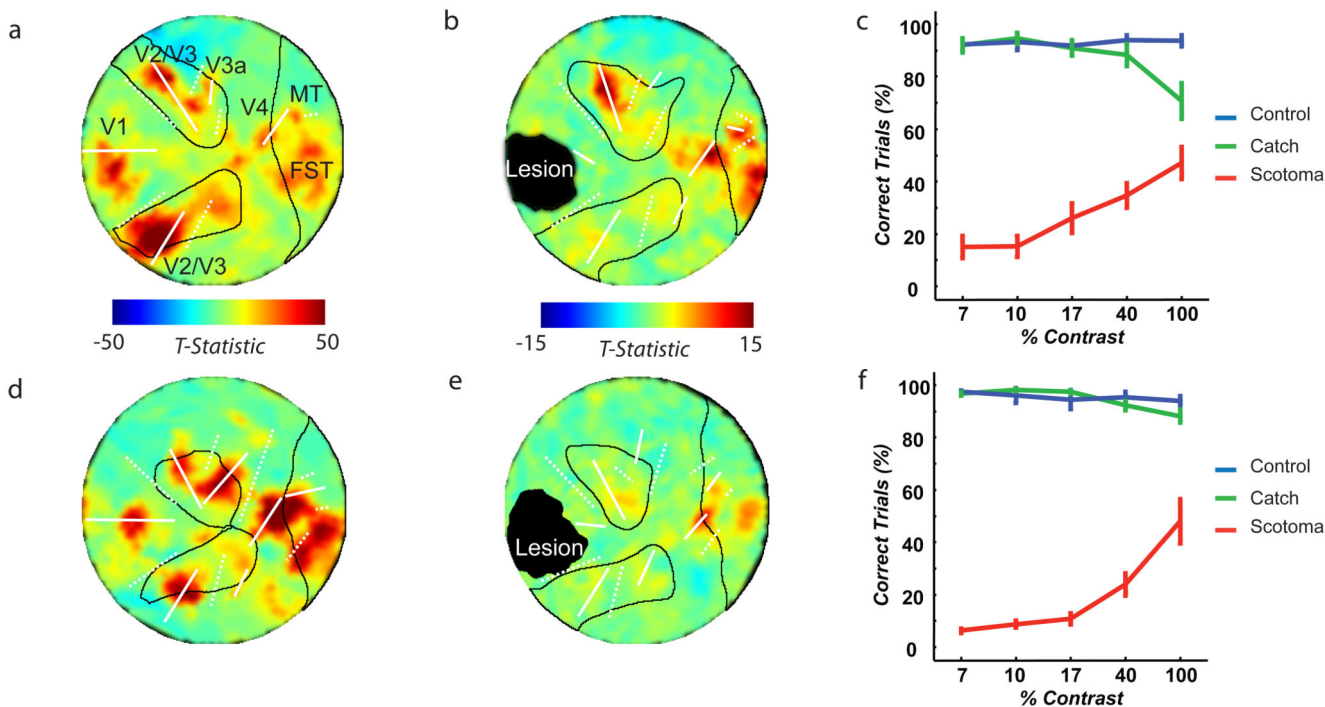 a
V2/V3
V3a
V1
V4
MT
FST
V2/V3
-50
50
T-Statistic
b
Lesion
-15
15
T-Statistic
c
100
80
60
40
20
0
Correct Trials (%)
7 10 17 40 100
% Contrast
Control
Catch
Scotoma
d
e
Lesion
f
100
80
60
40
20
0
Correct Trials (%)
7 10 17 40 100
% Contrast
Control
Catch
Scotoma